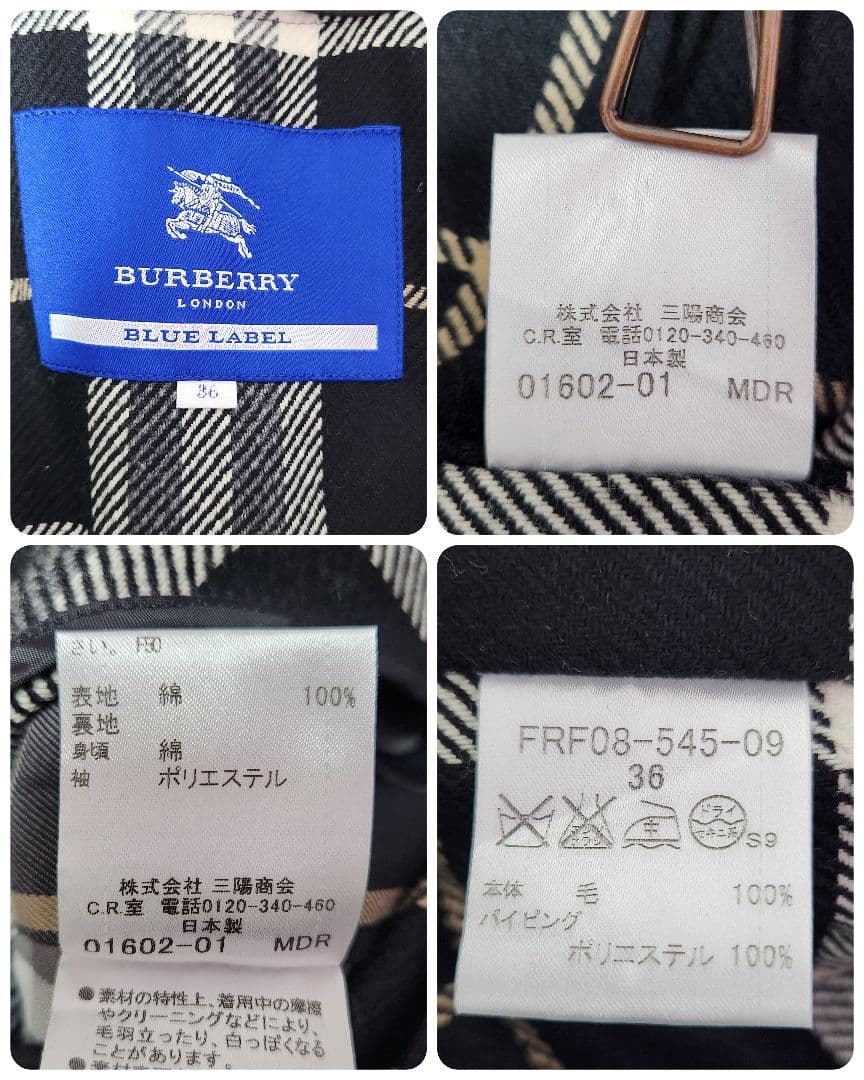 BURBERRY
LONDON
BLUE LABEL
36
株式会社 三陽商会
C.R.室 電話0120-340-460
日本製
01602-01 MDR
さい。 F50
表地 綿 100%
裏地
身頃 綿
袖 ポリエステル
株式会社 三陽商会
C.R.室 電話0120-340-460
日本製
01602-01 MDR
●素材の特性上、着用中の摩擦
やクリーニングなどにより、
毛羽立ったり、白っぽくなる
ことがあります。
FRF08-545-09
36
ドライ
セキユ系
S9
本体 毛 100%
パイピング
ポリエステル 100%